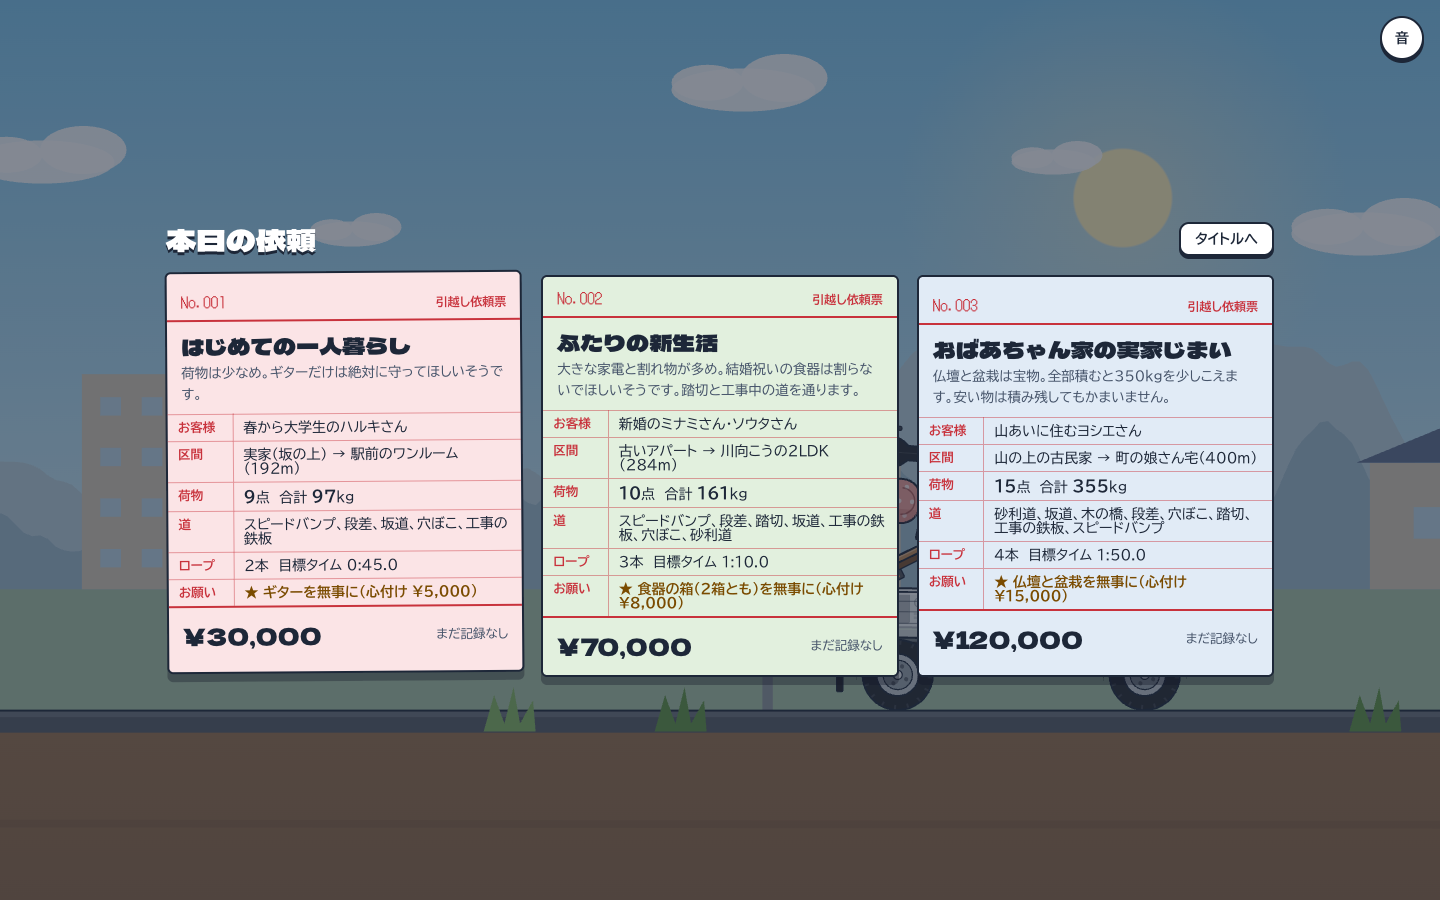 音
本日の依頼
タイトルへ
No. 001
引越し依頼票
はじめての一人暮らし
荷物は少なめ。ギターだけは絶対に守ってほしいそうで
す。
お客様
春から大学生のハルキさん
区間
実家(坂の上) → 駅前のワンルーム
(192m)
荷物
9点 合計 97kg
道
スピードバンプ、段差、坂道、穴ぼこ、工事の
鉄板
ロープ
2本 目標タイム 0:45.0
お願い
★ ギターを無事に(心付け ¥5,000)
¥30,000
まだ記録なし
No. 002
引越し依頼票
ふたりの新生活
大きな家電と割れ物が多め。結婚祝いの食器は割らな
いでほしいそうです。踏切と工事中の道を通ります。
お客様
新婚のミナミさん・ソウタさん
区間
古いアパート → 川向こうの2LDK
(284m)
荷物
10点 合計 161kg
道
スピードバンプ、段差、踏切、坂道、工事の鉄
板、穴ぼこ、砂利道
ロープ
3本 目標タイム 1:10.0
お願い
★ 食器の箱(2箱とも)を無事に(心付け
¥8,000)
¥70,000
まだ記録なし
No. 003
引越し依頼票
おばあちゃん家の実家じまい
仏壇と盆栽は宝物。全部積むと350kgを少しこえま
す。安い物は積み残してもかまいません。
お客様
山あいに住むヨシエさん
区間
山の上の古民家 → 町の娘さん宅(400m)
荷物
15点 合計 355kg
道
砂利道、坂道、木の橋、段差、穴ぼこ、踏切、
工事の鉄板、スピードバンプ
ロープ
4本 目標タイム 1:50.0
お願い
★ 仏壇と盆栽を無事に(心付け
¥15,000)
¥120,000
まだ記録なし